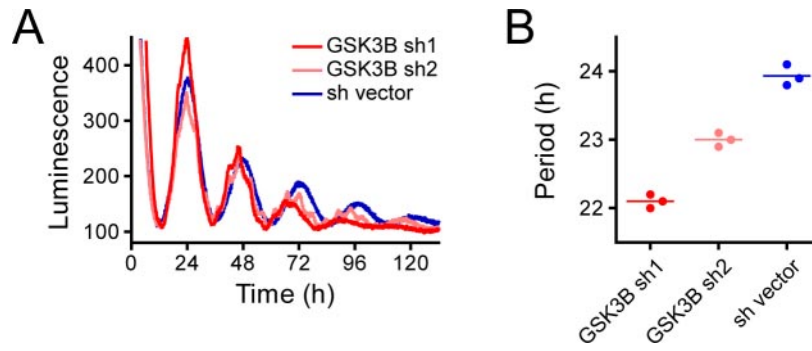 A
Luminescence
400
300
200
100
0
24
48
72
96
120
Time (h)
GSK3B sh1
GSK3B sh2
sh vector
B
Period (h)
24
23
22
GSK3B sh1
GSK3B sh2
sh vector